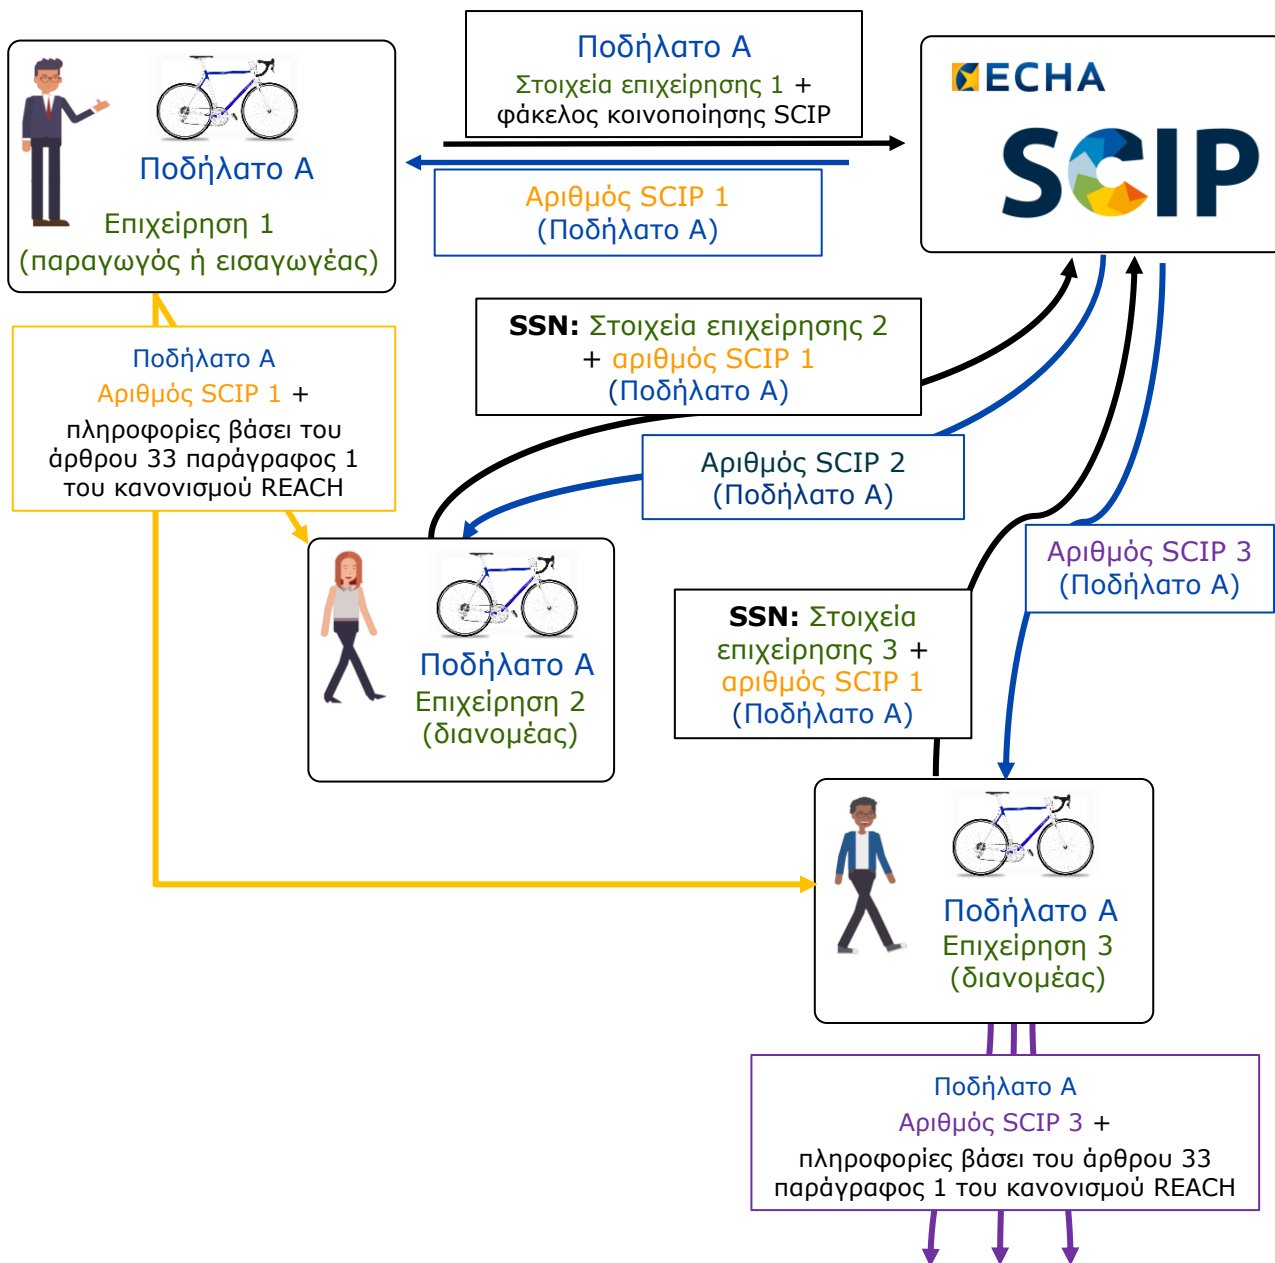 Ποδήλατο Α
Στοιχεία επιχείρησης 1 +
φάκελος κοινοποίησης SCIP
ECHA
SCIP
Ποδήλατο Α
Επιχείρηση 1
(παραγωγός ή εισαγωγέας)
Αριθμός SCIP 1
(Ποδήλατο Α)
SSN: Στοιχεία επιχείρησης 2
+ αριθμός SCIP 1
(Ποδήλατο Α)
Ποδήλατο Α
Αριθμός SCIP 1 +
πληροφορίες βάσει του
άρθρου 33 παράγραφος 1
του κανονισμού REACH
Αριθμός SCIP 2
(Ποδήλατο Α)
Αριθμός SCIP 3
(Ποδήλατο Α)
Ποδήλατο Α
Επιχείρηση 2
(διανομέας)
SSN: Στοιχεία
επιχείρησης 3 +
αριθμός SCIP 1
(Ποδήλατο Α)
Ποδήλατο Α
Επιχείρηση 3
(διανομέας)
Ποδήλατο Α
Αριθμός SCIP 3 +
πληροφορίες βάσει του άρθρου 33
παράγραφος 1 του κανονισμού REACH